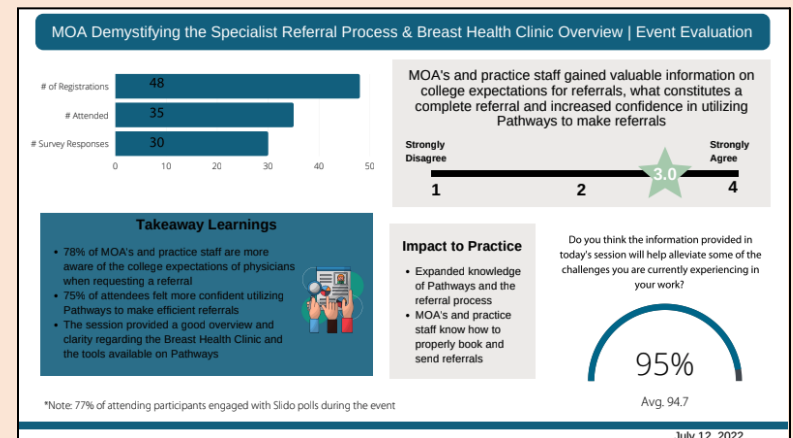 MOA Demystifying the Specialist Referral Process & Breast Health Clinic Overview | Event Evaluation
# of Registrations
48
# Attended
35
# Survey Responses
30
0 10 20 30 40 50
MOA's and practice staff gained valuable information on
college expectations for referrals, what constitutes a
complete referral and increased confidence in utilizing
Pathways to make referrals
Strongly
Disagree
Strongly
Agree
3.0
1 2 4
Takeaway Learnings
• 78% of MOA's and practice staff are more
aware of the college expectations of physicians
when requesting a referral
• 75% of attendees felt more confident utilizing
Pathways to make efficient referrals
• The session provided a good overview and
clarity regarding the Breast Health Clinic and
the tools available on Pathways
Impact to Practice
• Expanded knowledge
of Pathways and the
referral process
• MOA's and practice
staff know how to
properly book and
send referrals
Do you think the information provided in
today's session will help alleviate some of the
challenges you are currently experiencing in
your work?
95%
Avg. 94.7
*Note: 77% of attending participants engaged with Slido polls during the event
July 12, 2022